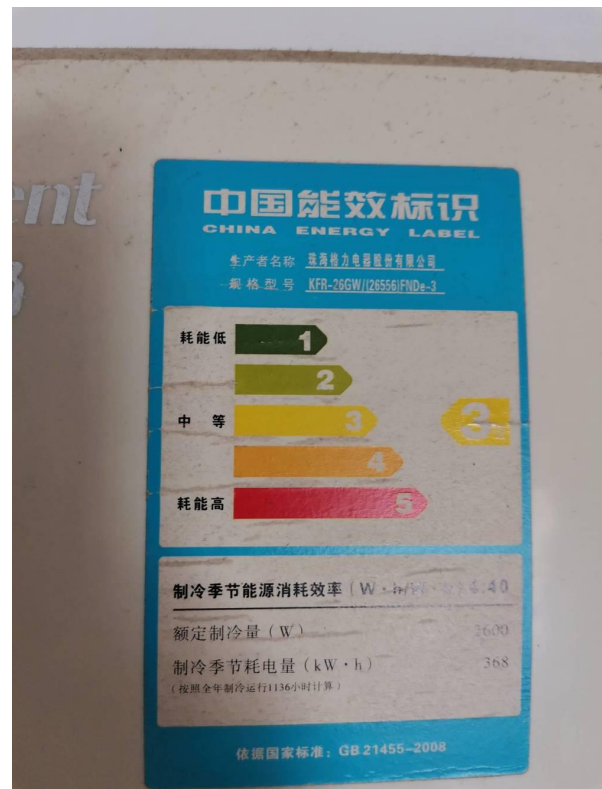 ent
中国能效标识
CHINA ENERGY LABEL
生产者名称 珠海格力电器股份有限公司
规格型号 KFR-26GW/(26556)FNDe-3
耗能低 1
2
中 等 3 3
4
耗能高 5
制冷季节能源消耗效率(W·h/ 4.40
额定制冷量(W) 2600
制冷季节耗电量(kW·h) 368
(按照全年制冷运行1136小时计算)
依据国家标准:GB 21455-2008